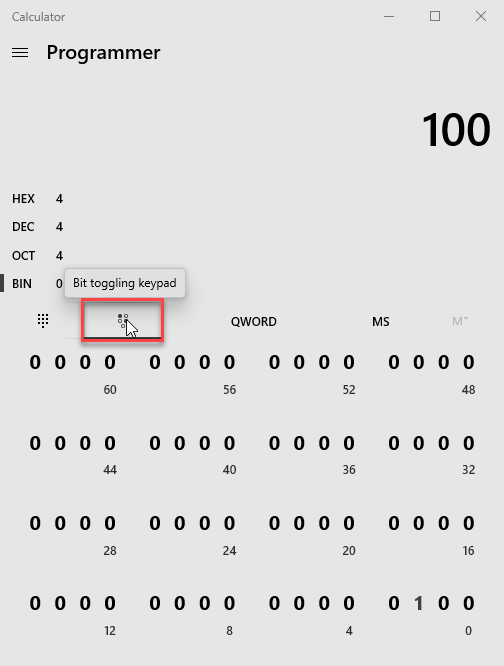 Calculator
Programmer
100
HEX 4
DEC 4
OCT 4
BIN 0
Bit toggling keypad
QWORD MS M˅
0 0 0 0 0 0 0 0 0 0 0 0 0 0 0 0
60 56 52 48
0 0 0 0 0 0 0 0 0 0 0 0 0 0 0 0
44 40 36 32
0 0 0 0 0 0 0 0 0 0 0 0 0 0 0 0
28 24 20 16
0 0 0 0 0 0 0 0 0 0 0 0 0 1 0 0
12 8 4 0